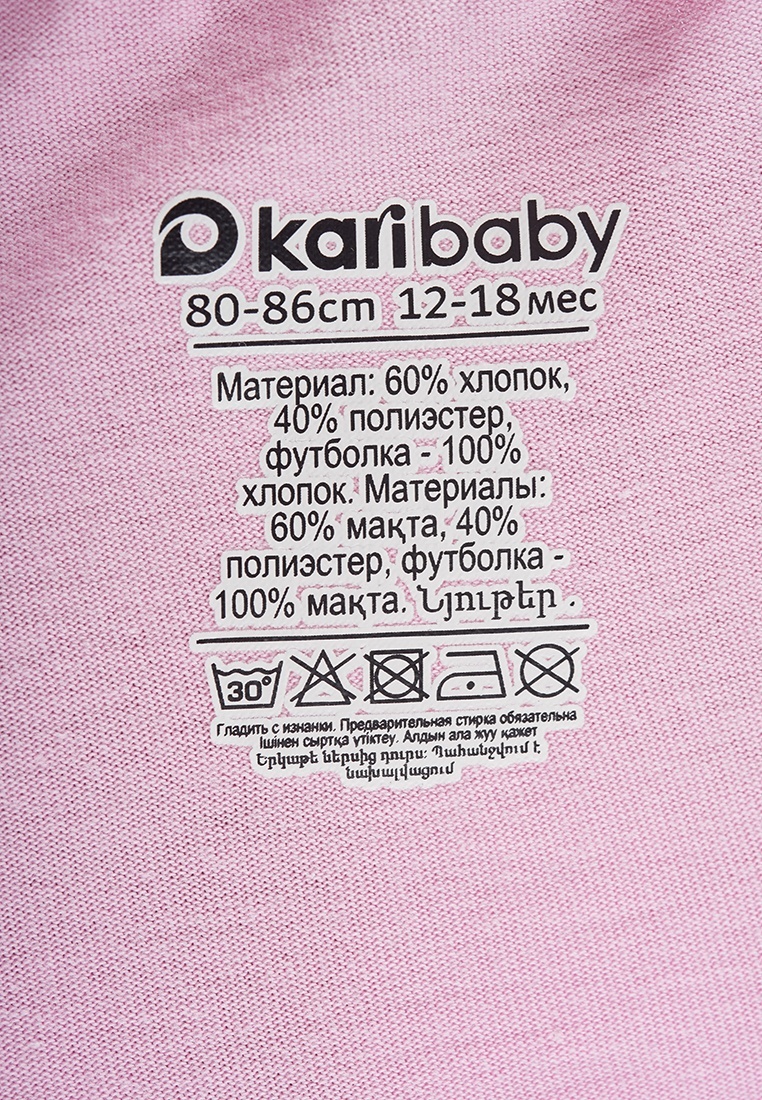 karibaby
80-86cm 12-18мес
Материал: 60% хлопок,
40% полиэстер,
футболка - 100%
хлопок. Материалы:
60% мақта, 40%
полиэстер, футболка -
100% мақта. Նյութեր .
30°
Гладить с изнанки. Предварительная стирка обязательна
Ішінен сыртқа үтіктеу. Алдын ала жуу қажет
Երկաթե ներսից դուրս: Պահանջվում է
նախալվացում